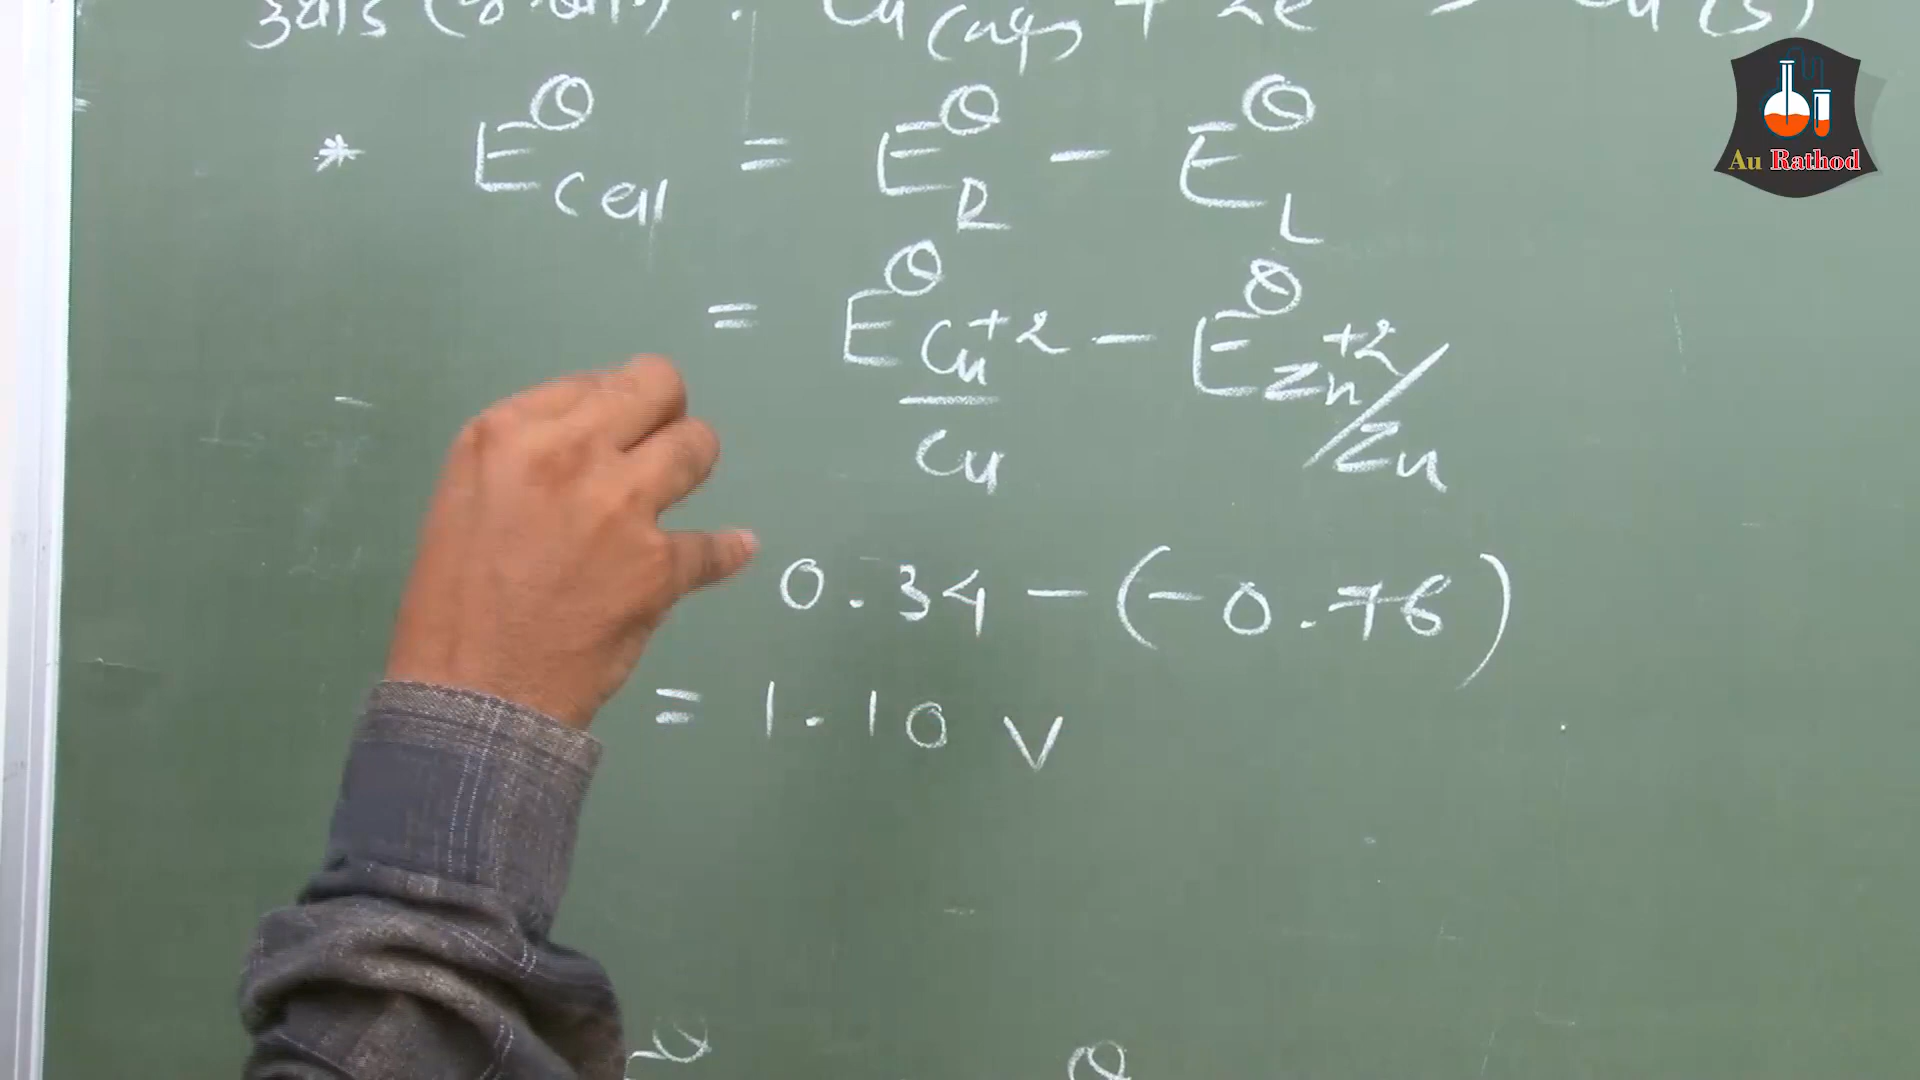 Cu (aq) + 2e → Cu (s)
* E⊖cell = E⊖R − E⊖L
= E⊖Cu+2/Cu − E⊖Zn+2/Zn
0.34 − (−0.76)
= 1.10 V
Au Rathod